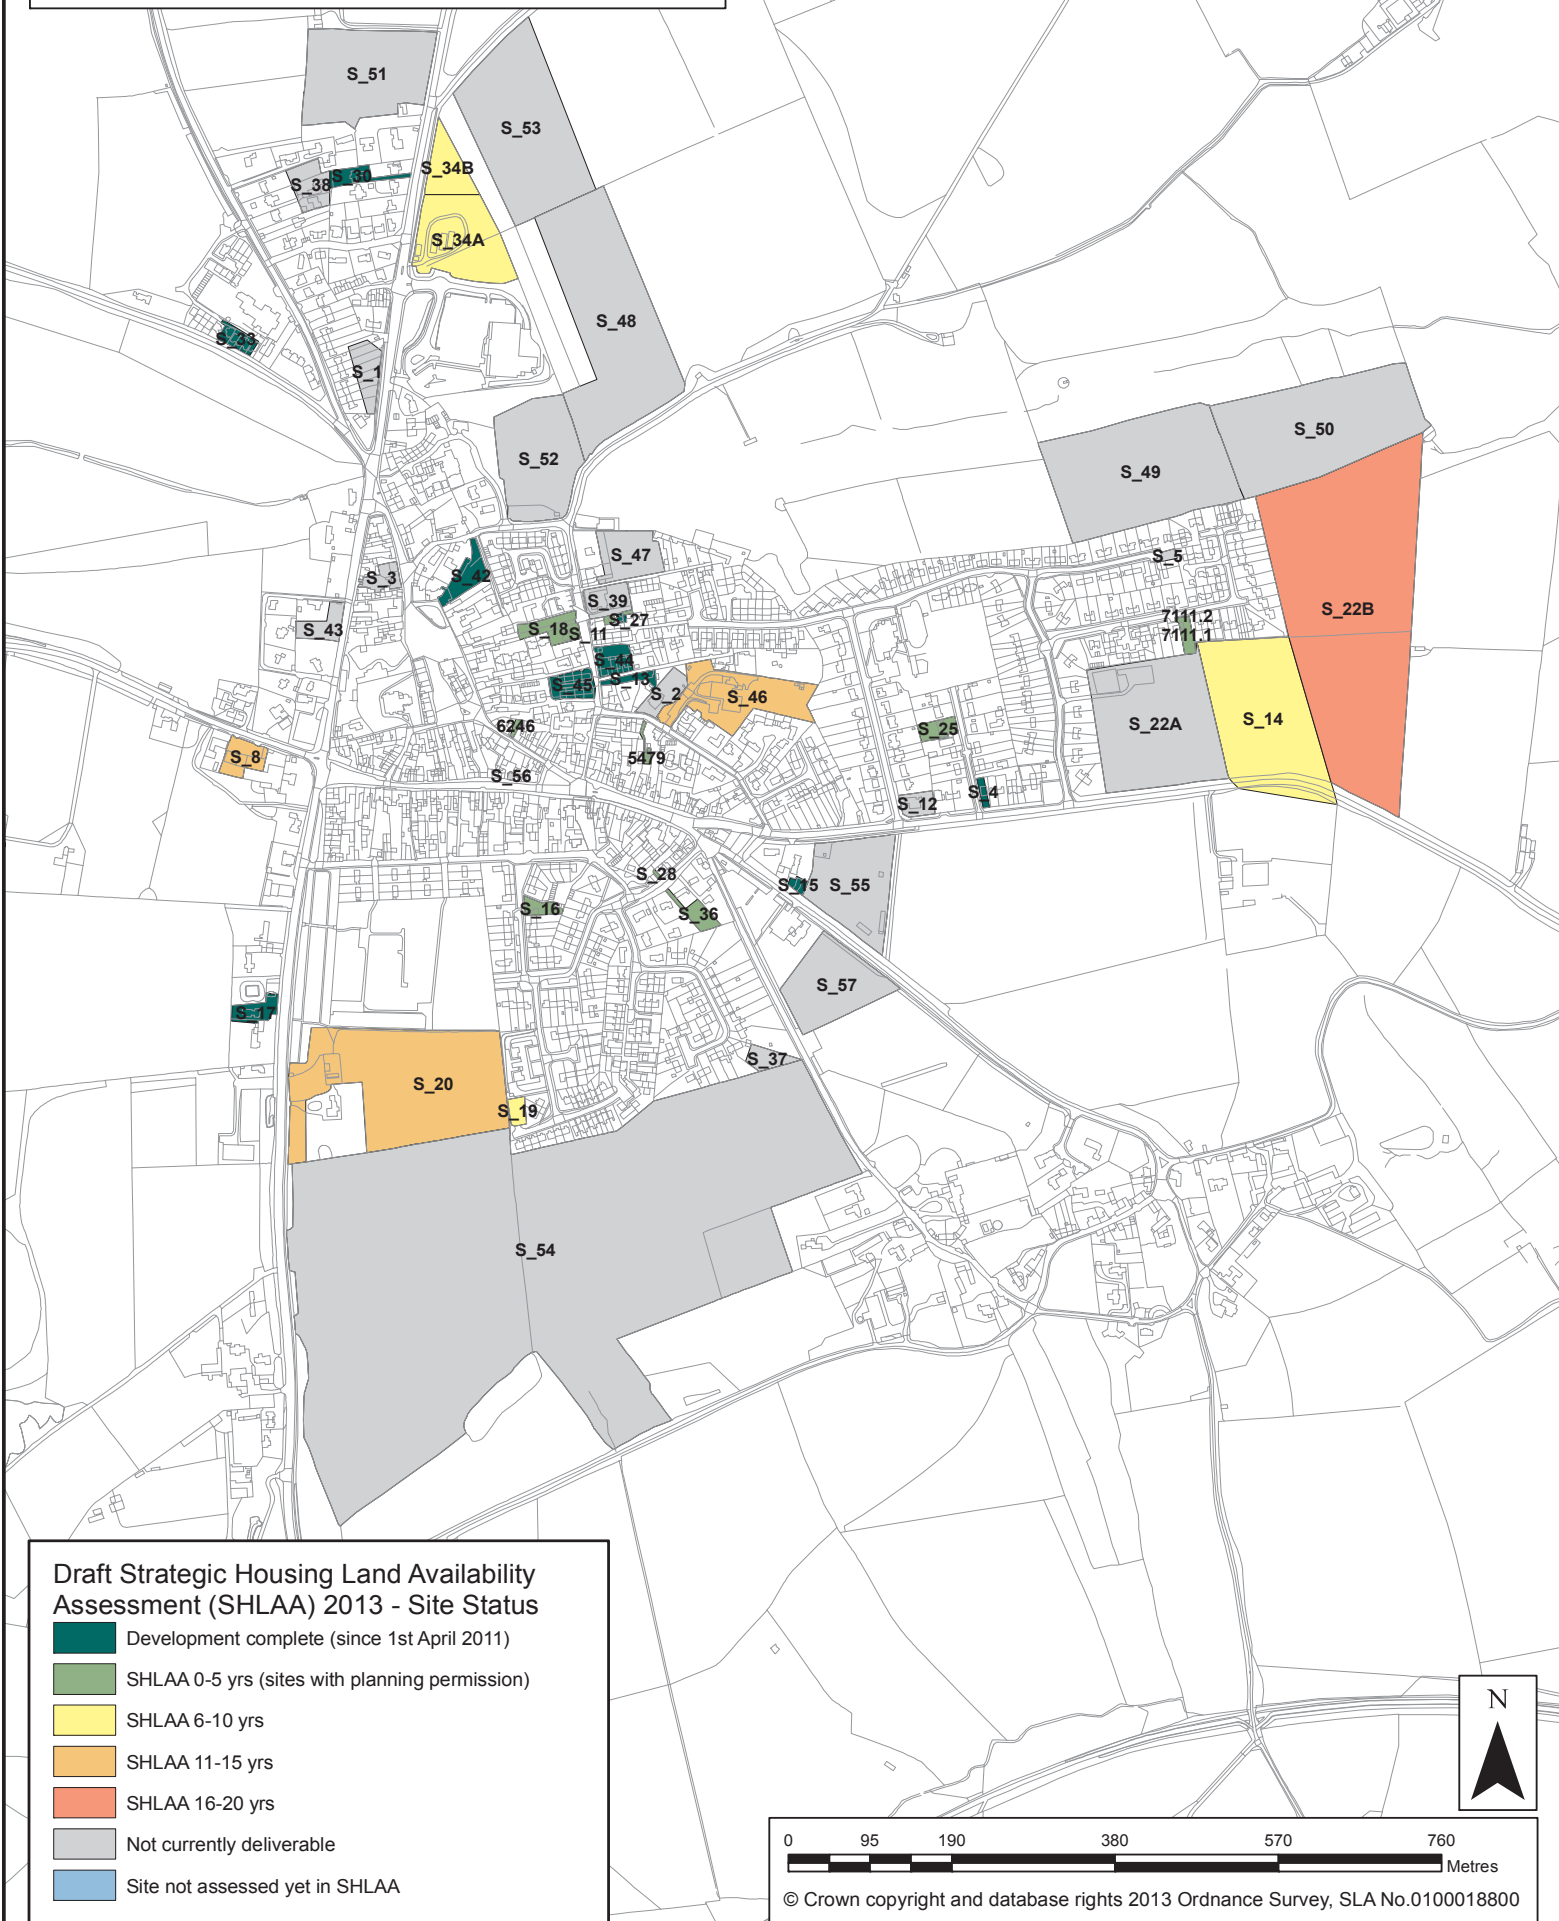 S_51
S_53
S_34B
S_38
S_30
S_34A
S_48
S_33
S_1
S_52
S_50
S_49
S_47
S_5
S_3
S_42
S_39
S_27
S_22B
7111.2
S_43
S_18
S_11
7111.1
S_44
S_13
S_45
S_2
S_46
S_14
6246
S_25
S_22A
S_8
5479
S_56
S_4
S_12
S_28
S_15
S_55
S_16
S_36
S_57
S_17
S_37
S_20
S_19
S_54
Draft Strategic Housing Land Availability
Assessment (SHLAA) 2013 - Site Status
Development complete (since 1st April 2011)
SHLAA 0-5 yrs (sites with planning permission)
SHLAA 6-10 yrs
SHLAA 11-15 yrs
SHLAA 16-20 yrs
Not currently deliverable
Site not assessed yet in SHLAA
N
0 95 190 380 570 760
Metres
© Crown copyright and database rights 2013 Ordnance Survey, SLA No.0100018800